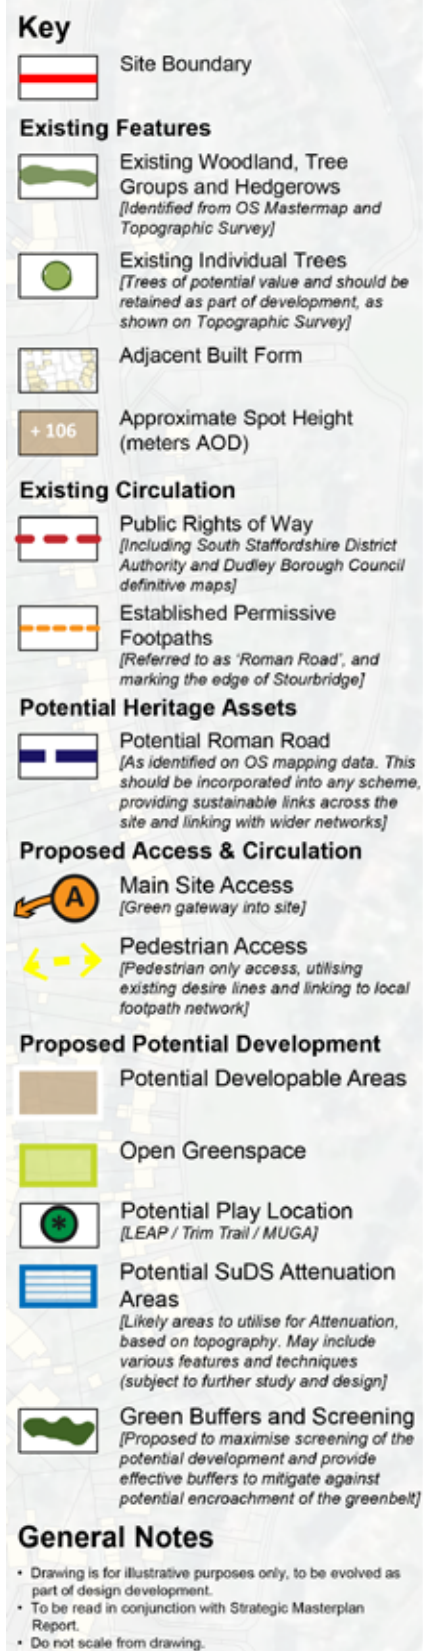 Key
Site Boundary
Existing Features
Existing Woodland, Tree
Groups and Hedgerows
[Identified from OS Mastermap and
Topographic Survey]
Existing Individual Trees
[Trees of potential value and should be
retained as part of development, as
shown on Topographic Survey]
Adjacent Built Form
+ 106
Approximate Spot Height
(meters AOD)
Existing Circulation
Public Rights of Way
[Including South Staffordshire District
Authority and Dudley Borough Council
definitive maps]
Established Permissive
Footpaths
[Referred to as 'Roman Road', and
marking the edge of Stourbridge]
Potential Heritage Assets
Potential Roman Road
[As identified on OS mapping data. This
should be incorporated into any scheme,
providing sustainable links across the
site and linking with wider networks]
Proposed Access & Circulation
A
Main Site Access
[Green gateway into site]
Pedestrian Access
[Pedestrian only access, utilising
existing desire lines and linking to local
footpath network]
Proposed Potential Development
Potential Developable Areas
Open Greenspace
*
Potential Play Location
[LEAP / Trim Trail / MUGA]
Potential SuDS Attenuation
Areas
[Likely areas to utilise for Attenuation,
based on topography. May include
various features and techniques
(subject to further study and design]
Green Buffers and Screening
[Proposed to maximise screening of the
potential development and provide
effective buffers to mitigate against
potential encroachment of the greenbelt]
General Notes
• Drawing is for illustrative purposes only, to be evolved as
part of design development.
• To be read in conjunction with Strategic Masterplan
Report.
• Do not scale from drawing.